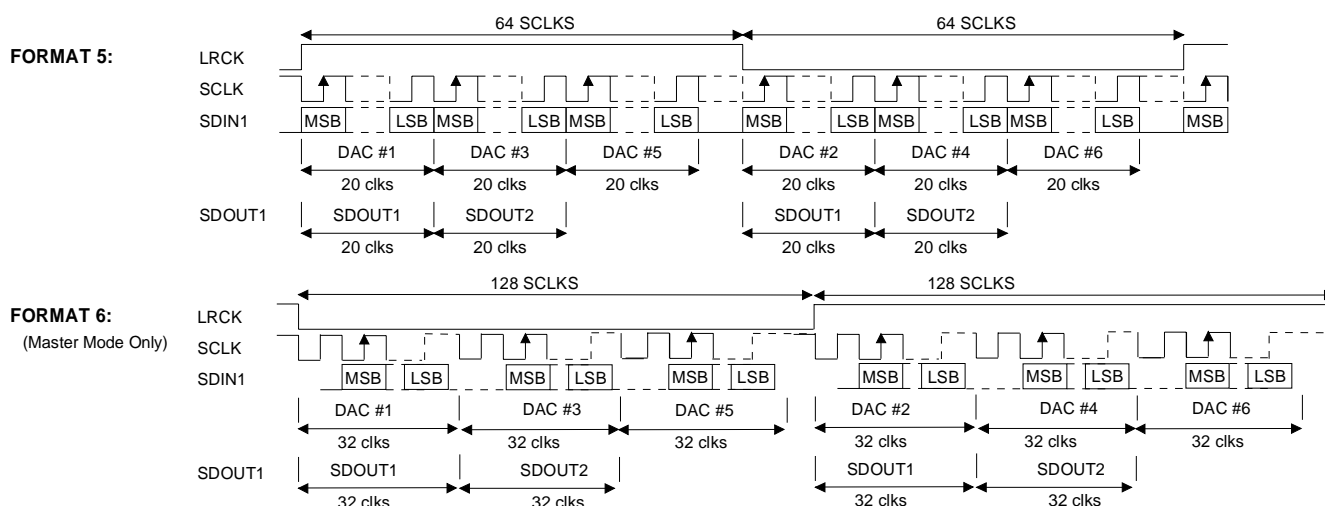 64 SCLKS 64 SCLKS
FORMAT 5: LRCK
SCLK
SDIN1 MSB LSB MSB LSB MSB LSB MSB LSB MSB LSB MSB LSB MSB
DAC #1 DAC #3 DAC #5 DAC #2 DAC #4 DAC #6
20 clks 20 clks 20 clks 20 clks 20 clks 20 clks
SDOUT1 SDOUT1 SDOUT2 SDOUT1 SDOUT2
20 clks 20 clks 20 clks 20 clks
128 SCLKS 128 SCLKS
FORMAT 6: LRCK
(Master Mode Only) SCLK
SDIN1 MSB LSB MSB LSB MSB LSB MSB LSB MSB LSB MSB LSB
DAC #1 DAC #3 DAC #5 DAC #2 DAC #4 DAC #6
32 clks 32 clks 32 clks 32 clks 32 clks 32 clks
SDOUT1 SDOUT1 SDOUT2 SDOUT1 SDOUT2
32 clks 32 clks 32 clks 32 clks